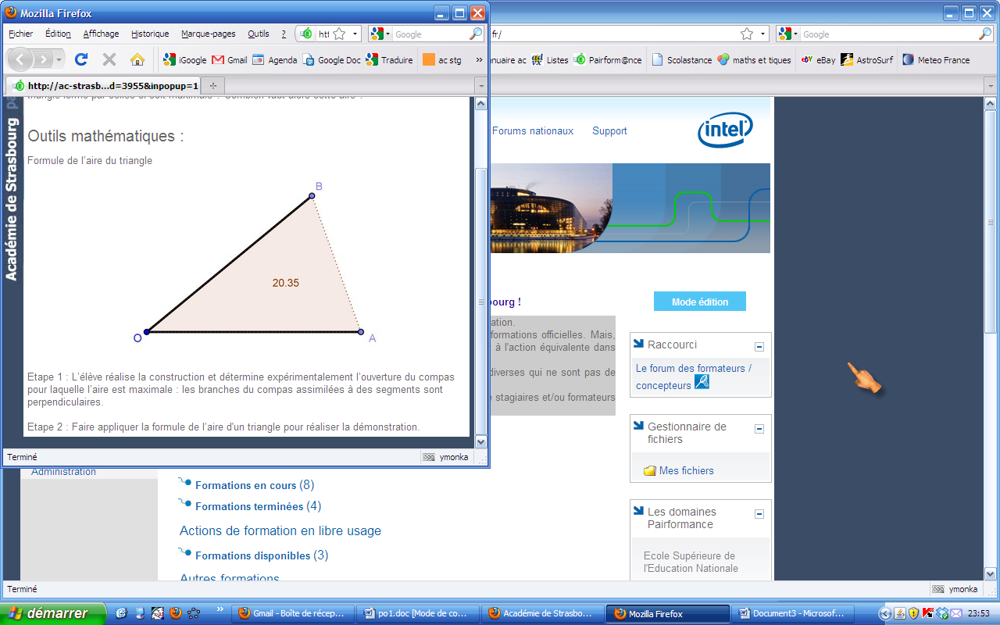 Mozilla Firefox
Fichier Édition Affichage Historique Marque-pages Outils ? htt Google
iGoogle Gmail Agenda Google Doc Traduire ac stg »
http://ac-strasb...d=3955&inpopup=1
Académie de Strasbourg
Outils mathématiques :
Formule de l'aire du triangle
B
20.35
O
A
Etape 1 : L'élève réalise la construction et détermine expérimentalement l'ouverture du compas
pour laquelle l'aire est maximale : les branches du compas assimilées à des segments sont
perpendiculaires.
Etape 2 : Faire appliquer la formule de l'aire d'un triangle pour réaliser la démonstration.
Terminé ymonka
fr/ Google
nuaire ac Listes Pairform@nce Scolastance maths et tiques eBay AstroSurf Meteo France
Forums nationaux Support
intel
bourg !
Mode édition
ation.
formations officielles. Mais,
à l'action équivalente dans
diverses qui ne sont pas de
e stagiaires et/ou formateurs
Raccourci
Le forum des formateurs /
concepteurs
Gestionnaire de
fichiers
Mes fichiers
Les domaines
Pairformance
Ecole Supérieure de
l'Education Nationale
Administration
Formations en cours (8)
Formations terminées (4)
Actions de formation en libre usage
Formations disponibles (3)
Autres formations
Terminé ymonka
démarrer » Gmail - Boîte de récep... po1.doc [Mode de co... Académie de Strasbo... Mozilla Firefox Document3 - Microsof... 23:53